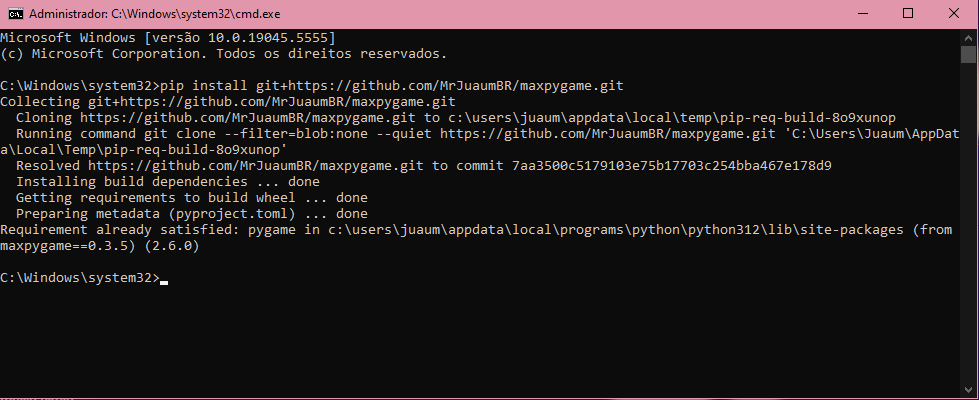 Administrador: C:\Windows\system32\cmd.exe
Microsoft Windows [versão 10.0.19045.5555]
(c) Microsoft Corporation. Todos os direitos reservados.
C:\Windows\system32>pip install git+https://github.com/MrJuaumBR/maxpygame.git
Collecting git+https://github.com/MrJuaumBR/maxpygame.git
  Cloning https://github.com/MrJuaumBR/maxpygame.git to c:\users\juaum\appdata\local\temp\pip-req-build-8o9xunop
  Running command git clone --filter=blob:none --quiet https://github.com/MrJuaumBR/maxpygame.git 'C:\Users\Juaum\AppDat
a\Local\Temp\pip-req-build-8o9xunop'
  Resolved https://github.com/MrJuaumBR/maxpygame.git to commit 7aa3500c5179103e75b17703c254bba467e178d9
  Installing build dependencies ... done
  Getting requirements to build wheel ... done
  Preparing metadata (pyproject.toml) ... done
Requirement already satisfied: pygame in c:\users\juaum\appdata\local\programs\python\python312\lib\site-packages (from
maxpygame==0.3.5) (2.6.0)
C:\Windows\system32>